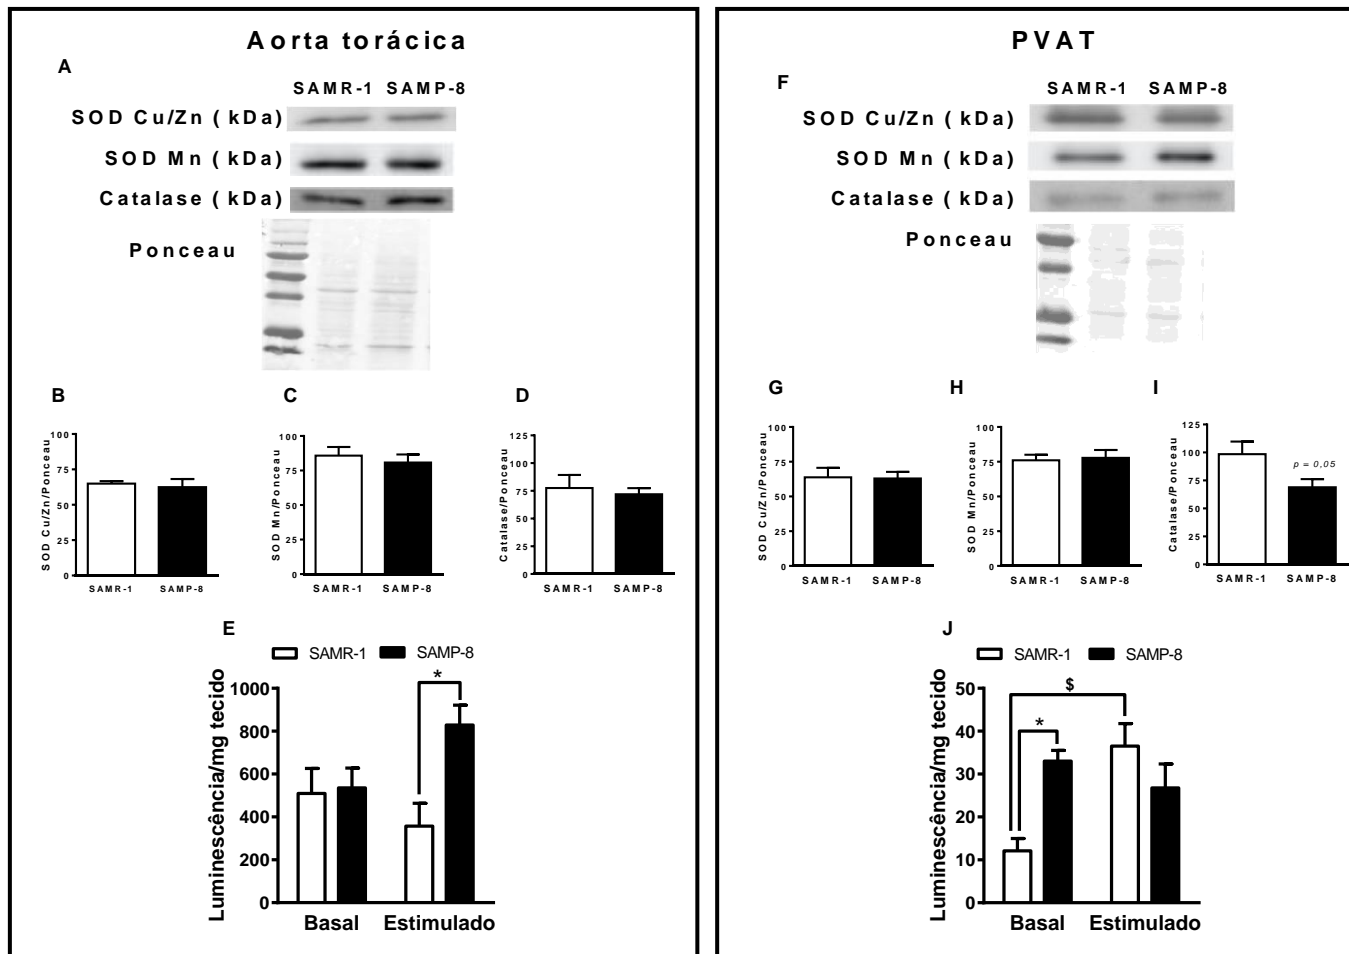 Aorta torácica
A
SAMR-1 SAMP-8
SOD Cu/Zn ( kDa)
SOD Mn ( kDa)
Catalase ( kDa)
Ponceau
B
C
D
SOD Cu/Zn/Ponceau
100
75
50
25
0
SAMR-1 SAMP-8
SOD Mn/Ponceau
100
75
50
25
0
SAMR-1 SAMP-8
Catalase/Ponceau
125
100
75
50
25
0
SAMR-1 SAMP-8
E
SAMR-1 SAMP-8
Luminescência/mg tecido
1000
800
600
400
200
0
*
Basal Estimulado
PVAT
F
SAMR-1 SAMP-8
SOD Cu/Zn ( kDa)
SOD Mn ( kDa)
Catalase ( kDa)
Ponceau
G
H
I
SOD Cu/Zn/Ponceau
100
75
50
25
0
SAMR-1 SAMP-8
SOD Mn/Ponceau
100
75
50
25
0
SAMR-1 SAMP-8
Catalase/Ponceau
125
100
75
50
25
0
p = 0,05
SAMR-1 SAMP-8
J
SAMR-1 SAMP-8
Luminescência/mg tecido
50
40
30
20
10
0
$
*
Basal Estimulado